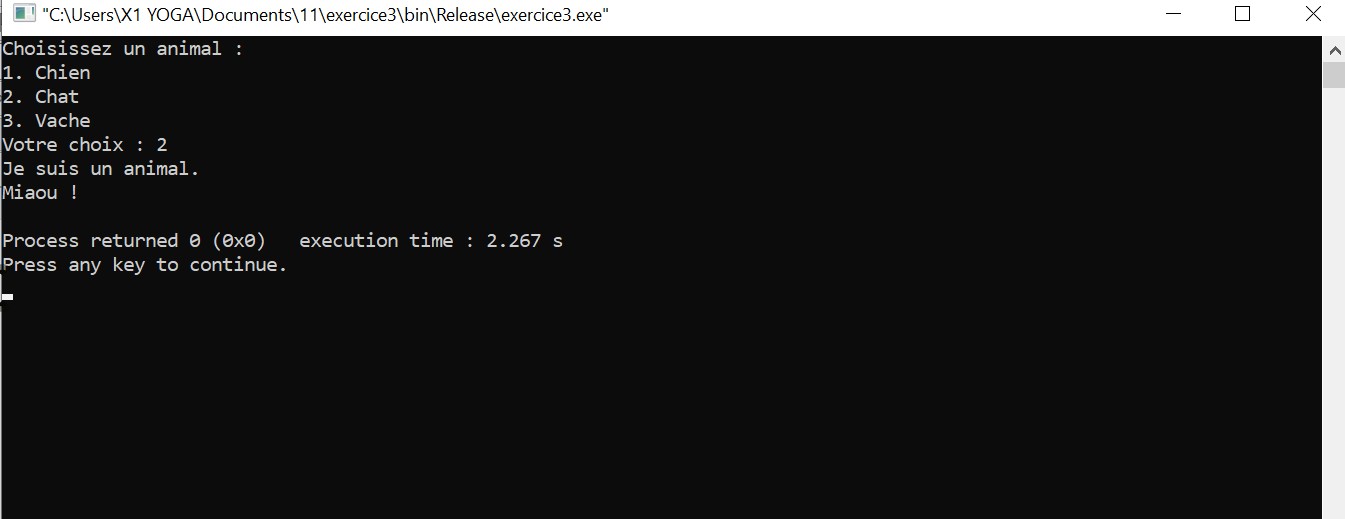 "C:\Users\X1 YOGA\Documents\11\exercice3\bin\Release\exercice3.exe"
Choisissez un animal :
1. Chien
2. Chat
3. Vache
Votre choix : 2
Je suis un animal.
Miaou !
Process returned 0 (0x0)   execution time : 2.267 s
Press any key to continue.